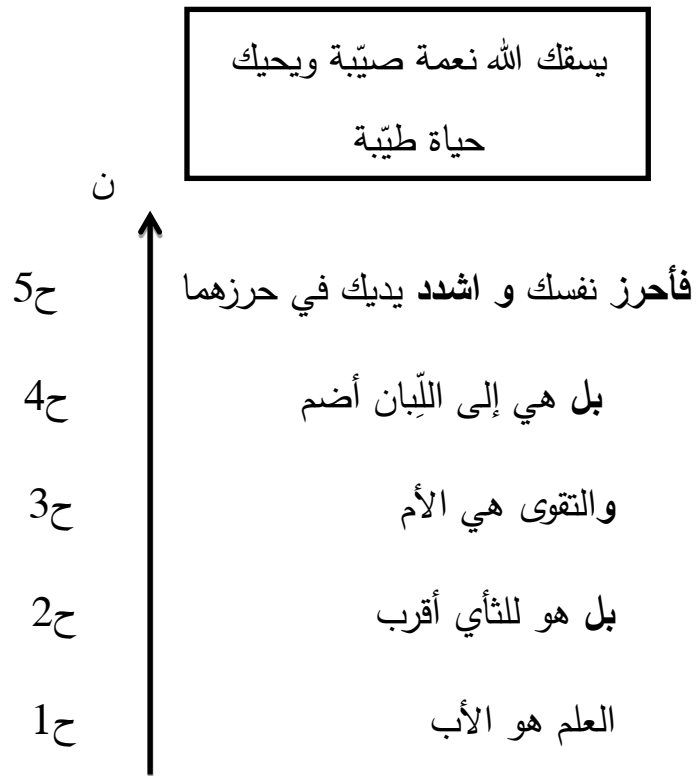 يسقك الله نعمة صيّبة ويحيك
حياة طيّبة
ن
فأحرز نفسك و اشدد يديك في حرزهما ح5
بل هي إلى اللِّبان أضم ح4
والتقوى هي الأم ح3
بل هو للثأي أقرب ح2
العلم هو الأب ح1